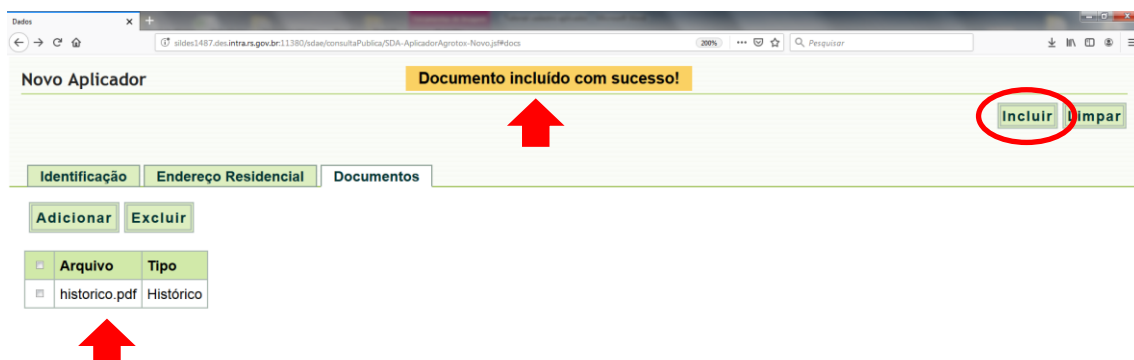 Dados
sildes1487.des.intra.rs.gov.br:11380/sdae/consultaPublica/SDA-AplicadorAgrotox-Novo.jsf#docs
200%
Pesquisar
Novo Aplicador
Documento incluído com sucesso!
Incluir Limpar
Identificação Endereço Residencial Documentos
Adicionar Excluir
Arquivo Tipo
historico.pdf Histórico